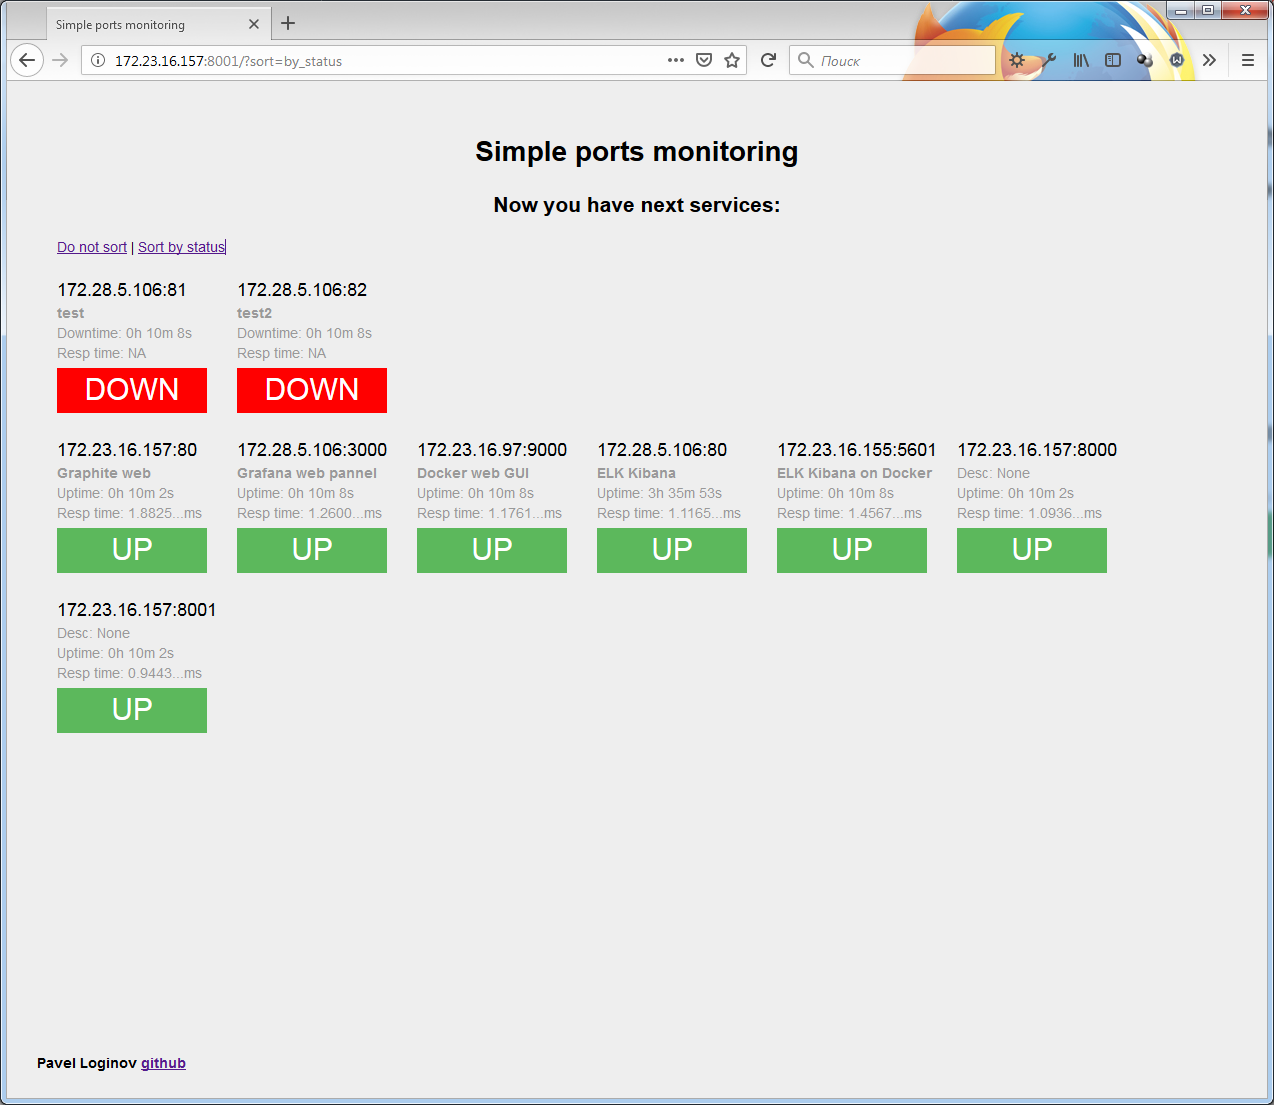 Simple ports monitoring
172.23.16.157:8001/?sort=by_status
Поиск
Simple ports monitoring
Now you have next services:
Do not sort | Sort by status
172.28.5.106:81 172.28.5.106:82
test test2
Downtime: 0h 10m 8s Downtime: 0h 10m 8s
Resp time: NA Resp time: NA
DOWN DOWN
172.23.16.157:80 172.28.5.106:3000 172.23.16.97:9000 172.28.5.106:80 172.23.16.155:5601 172.23.16.157:8000
Graphite web Grafana web pannel Docker web GUI ELK Kibana ELK Kibana on Docker Desc: None
Uptime: 0h 10m 2s Uptime: 0h 10m 8s Uptime: 0h 10m 8s Uptime: 3h 35m 53s Uptime: 0h 10m 8s Uptime: 0h 10m 2s
Resp time: 1.8825...ms Resp time: 1.2600...ms Resp time: 1.1761...ms Resp time: 1.1165...ms Resp time: 1.4567...ms Resp time: 1.0936...ms
UP UP UP UP UP UP
172.23.16.157:8001
Desc: None
Uptime: 0h 10m 2s
Resp time: 0.9443...ms
UP
Pavel Loginov github